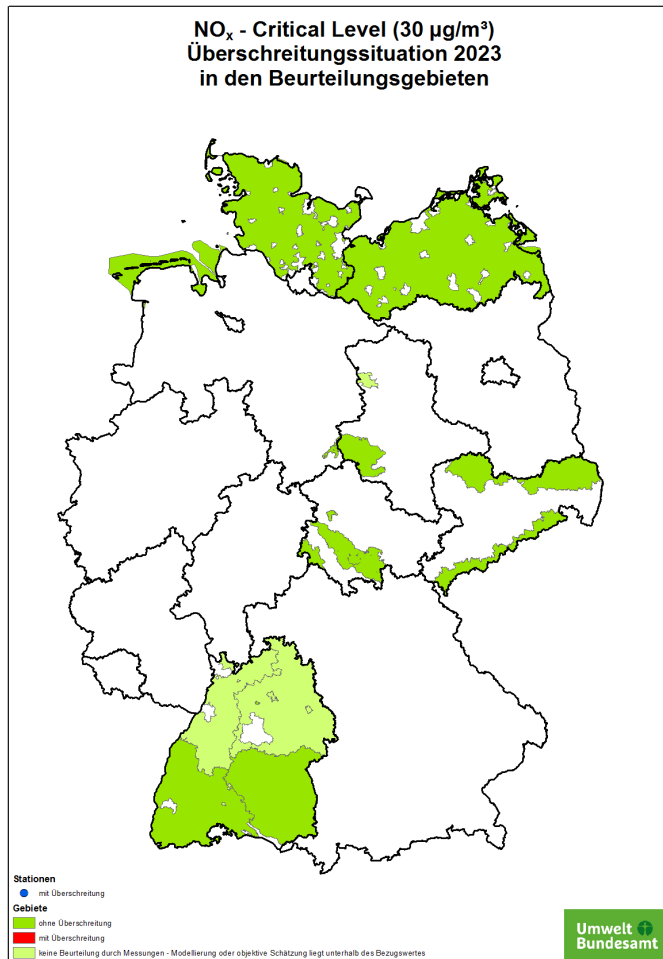 NOₓ - Critical Level (30 µg/m³)
Überschreitungssituation 2023
in den Beurteilungsgebieten
Stationen
mit Überschreitung
Gebiete
ohne Überschreitung
mit Überschreitung
keine Beurteilung durch Messungen - Modellierung oder objektive Schätzung liegt unterhalb des Bezugswertes
Umwelt
Bundesamt